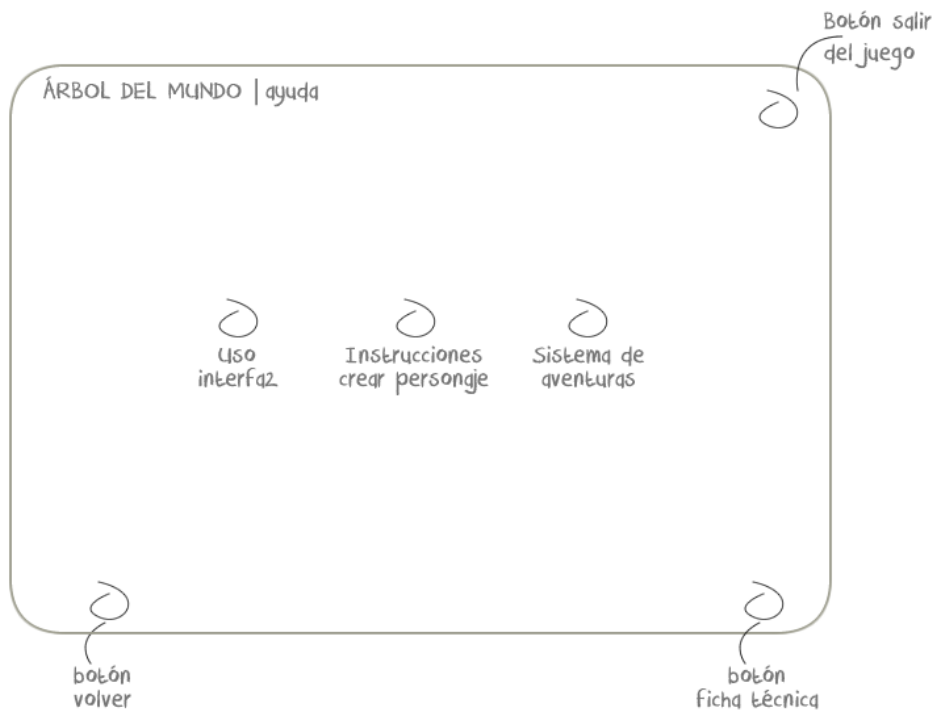 Botón salir
del juego
ÁRBOL DEL MUNDO | ayuda
Uso
interfaz
Instrucciones
crear personaje
Sistema de
aventuras
botón
volver
botón
ficha técnica